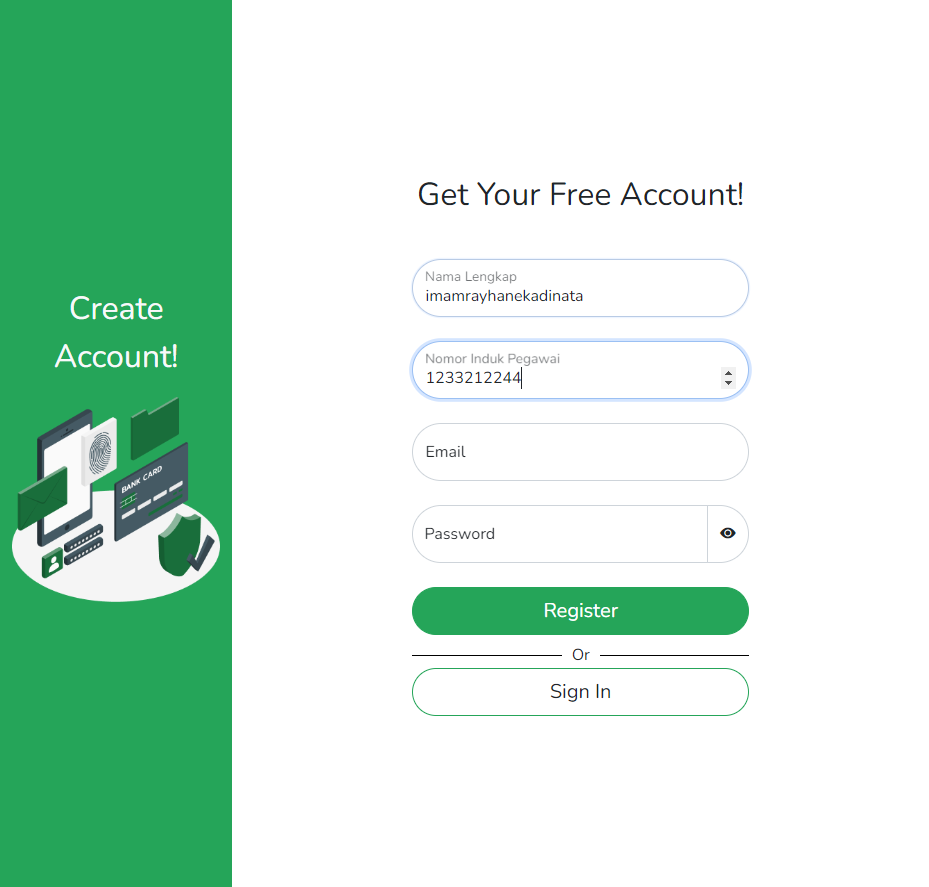 Create
Account!
BANK CARD
Get Your Free Account!
Nama Lengkap
imamrayhanekadinata
Nomor Induk Pegawai
1233212244
Email
Password
Register
Or
Sign In